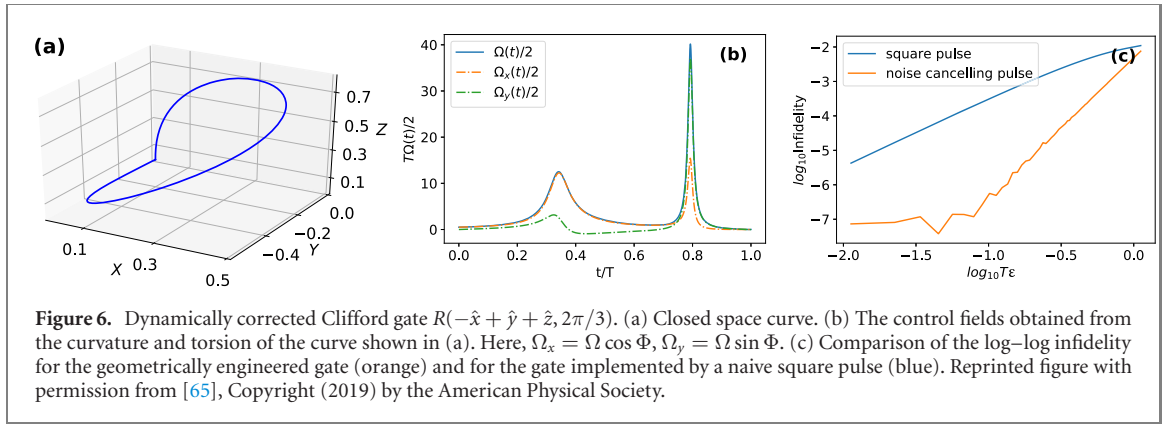 (a)
Z
0.7
0.5
0.3
0.1
0.0
−0.2
−0.4
Y
0.1
0.3
0.5
X
(b)
Ω(t)/2
Ωx(t)/2
Ωy(t)/2
TΩ(t)/2
40
30
20
10
0
0.0 0.2 0.4 0.6 0.8 1.0
t/T
(c)
square pulse
noise cancelling pulse
log10Infidelity
−2
−3
−4
−5
−6
−7
−2.0 −1.5 −1.0 −0.5 0.0
log10Tε
Figure 6. Dynamically corrected Clifford gate R(−x̂ + ŷ + ẑ, 2π/3). (a) Closed space curve. (b) The control fields obtained from
the curvature and torsion of the curve shown in (a). Here, Ωx = Ω cos Φ, Ωy = Ω sin Φ. (c) Comparison of the log–log infidelity
for the geometrically engineered gate (orange) and for the gate implemented by a naive square pulse (blue). Reprinted figure with
permission from [65], Copyright (2019) by the American Physical Society.